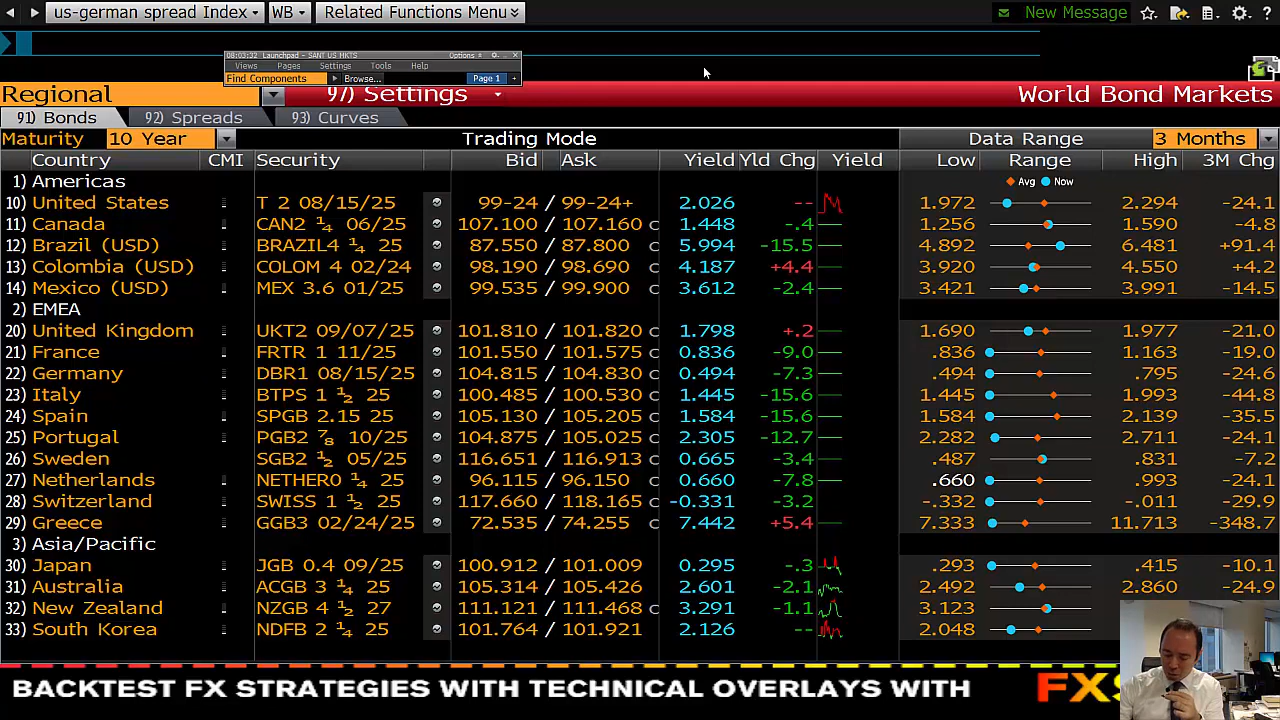 us-german spread Index WB Related Functions Menu New Message ?
08:03:32 Launchpad - SANT US HKTS Options
Views Pages Settings Tools Help
Find Components Browse... Page 1
Regional 97) Settings World Bond Markets
91) Bonds 92) Spreads 93) Curves
Maturity 10 Year Trading Mode Data Range 3 Months
Country CMI Security Bid Ask Yield Yld Chg Yield Low Range High 3M Chg
1) Americas Avg Now
10) United States T 2 08/15/25 99-24 / 99-24+ 2.026 -- 1.972 2.294 -24.1
11) Canada CAN2 ¼ 06/25 107.100 / 107.160 c 1.448 -.4 1.256 1.590 -4.8
12) Brazil (USD) BRAZIL4 ¼ 25 87.550 / 87.800 5.994 -15.5 4.892 6.481 +91.4
13) Colombia (USD) COLOM 4 02/24 98.190 / 98.690 c 4.187 +4.4 3.920 4.550 +4.2
14) Mexico (USD) MEX 3.6 01/25 99.535 / 99.900 c 3.612 -2.4 3.421 3.991 -14.5
2) EMEA
20) United Kingdom UKT2 09/07/25 101.810 / 101.820 c 1.798 +.2 1.690 1.977 -21.0
21) France FRTR 1 11/25 101.550 / 101.575 c 0.836 -9.0 .836 1.163 -19.0
22) Germany DBR1 08/15/25 104.815 / 104.830 c 0.494 -7.3 .494 .795 -24.6
23) Italy BTPS 1 ½ 25 100.485 / 100.530 c 1.445 -15.6 1.445 1.993 -44.8
24) Spain SPGB 2.15 25 105.130 / 105.205 c 1.584 -15.6 1.584 2.139 -35.5
25) Portugal PGB2 ⅞ 10/25 104.875 / 105.025 c 2.305 -12.7 2.282 2.711 -24.1
26) Sweden SGB2 ½ 05/25 116.651 / 116.913 c 0.665 -3.4 .487 .831 -7.2
27) Netherlands NETHER0 ¼ 25 96.115 / 96.150 c 0.660 -7.8 .660 .993 -24.1
28) Switzerland SWISS 1 ½ 25 117.660 / 118.165 c -0.331 -3.2 -.332 -.011 -29.9
29) Greece GGB3 02/24/25 72.535 / 74.255 c 7.442 +5.4 7.333 11.713 -348.7
3) Asia/Pacific
30) Japan JGB 0.4 09/25 100.912 / 101.009 0.295 -.3 .293 .415 -10.1
31) Australia ACGB 3 ¼ 25 105.314 / 105.426 2.601 -2.1 2.492 2.860 -24.9
32) New Zealand NZGB 4 ½ 27 111.121 / 111.468 c 3.291 -1.1 3.123
33) South Korea NDFB 2 ¼ 25 101.764 / 101.921 2.126 -- 2.048
BACKTEST FX STRATEGIES WITH TECHNICAL OVERLAYS WITH FXS